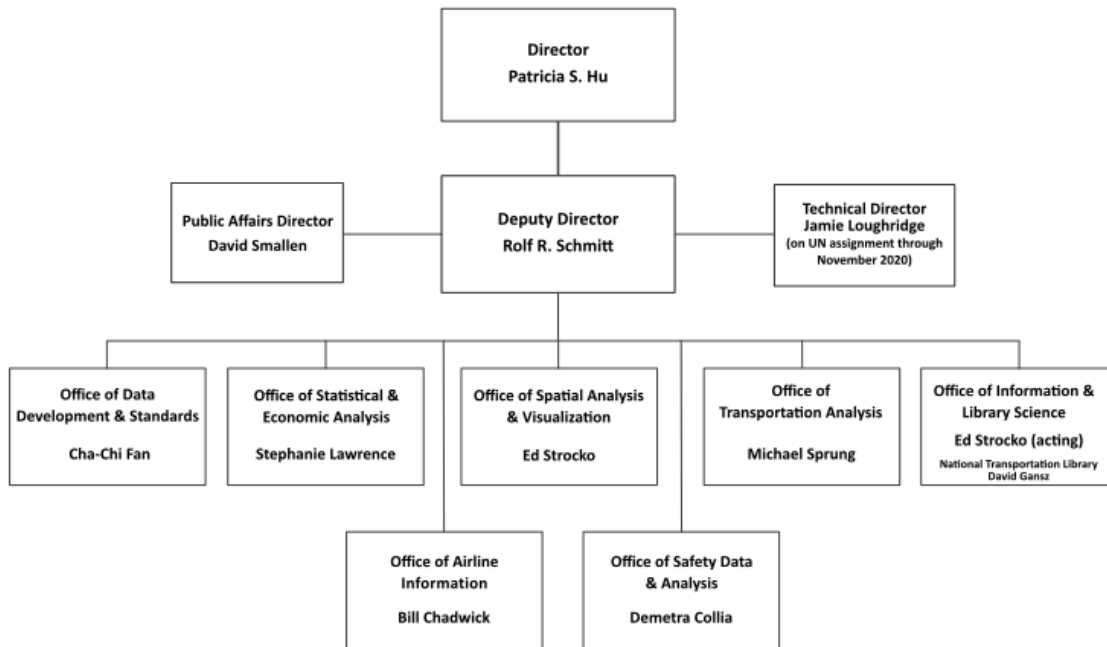 Director
Patricia S. Hu
Public Affairs Director
David Smallen
Deputy Director
Rolf R. Schmitt
Technical Director
Jamie Loughridge
(on UN assignment through
November 2020)
Office of Data
Development & Standards
Cha-Chi Fan
Office of Statistical &
Economic Analysis
Stephanie Lawrence
Office of Spatial Analysis
& Visualization
Ed Strocko
Office of
Transportation Analysis
Michael Sprung
Office of Information &
Library Science
Ed Strocko (acting)
National Transportation Library
David Gansz
Office of Airline
Information
Bill Chadwick
Office of Safety Data
& Analysis
Demetra Collia